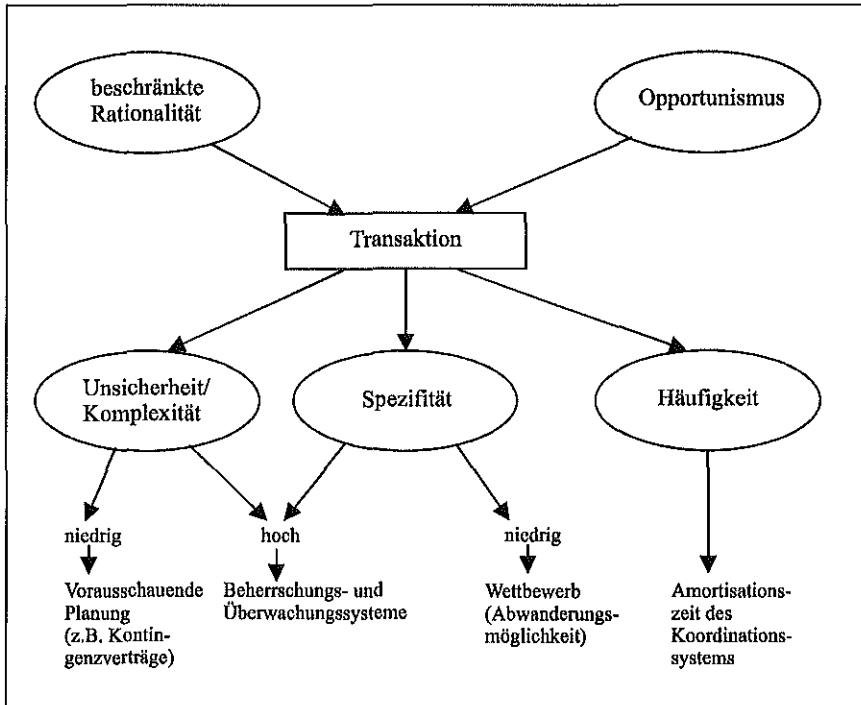 beschränkte
Rationalität
Opportunismus
Transaktion
Unsicherheit/
Komplexität
Spezifität
Häufigkeit
niedrig
hoch
niedrig
Vorausschauende
Planung
(z.B. Kontin-
genzverträge)
Beherrschungs- und
Überwachungssysteme
Wettbewerb
(Abwanderungs-
möglichkeit)
Amortisations-
zeit des
Koordinations-
systems